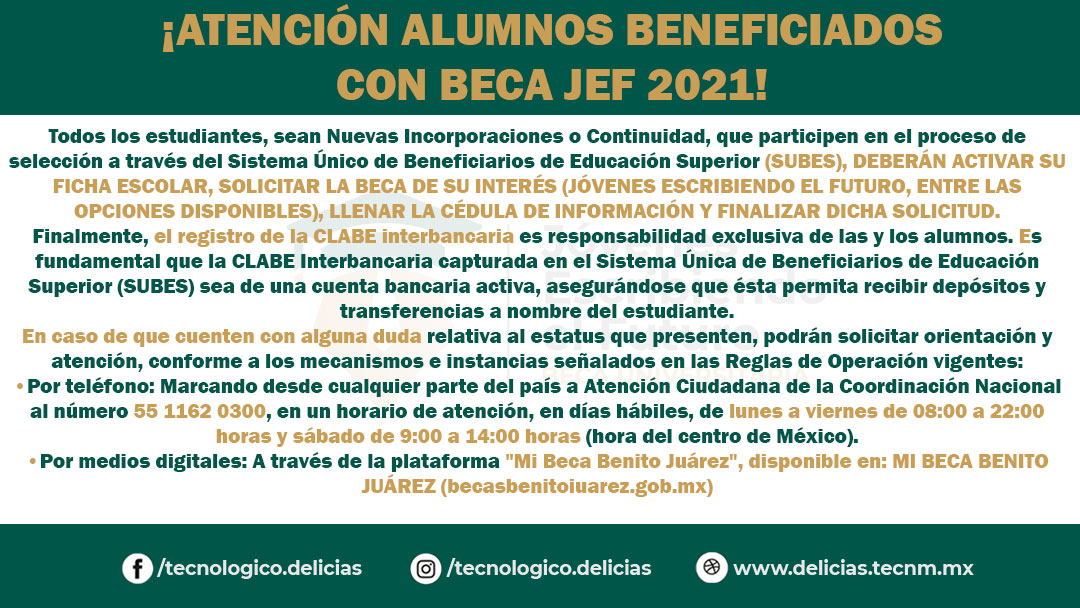 ¡ATENCIÓN ALUMNOS BENEFICIADOS
CON BECA JEF 2021!
Todos los estudiantes, sean Nuevas Incorporaciones o Continuidad, que participen en el proceso de
selección a través del Sistema Único de Beneficiarios de Educación Superior (SUBES), DEBERÁN ACTIVAR SU
FICHA ESCOLAR, SOLICITAR LA BECA DE SU INTERÉS (JÓVENES ESCRIBIENDO EL FUTURO, ENTRE LAS
OPCIONES DISPONIBLES), LLENAR LA CÉDULA DE INFORMACIÓN Y FINALIZAR DICHA SOLICITUD.
Finalmente, el registro de la CLABE interbancaria es responsabilidad exclusiva de las y los alumnos. Es
fundamental que la CLABE Interbancaria capturada en el Sistema Única de Beneficiarios de Educación
Superior (SUBES) sea de una cuenta bancaria activa, asegurándose que ésta permita recibir depósitos y
transferencias a nombre del estudiante.
En caso de que cuenten con alguna duda relativa al estatus que presenten, podrán solicitar orientación y
atención, conforme a los mecanismos e instancias señalados en las Reglas de Operación vigentes:
•Por teléfono: Marcando desde cualquier parte del país a Atención Ciudadana de la Coordinación Nacional
al número 55 1162 0300, en un horario de atención, en días hábiles, de lunes a viernes de 08:00 a 22:00
horas y sábado de 9:00 a 14:00 horas (hora del centro de México).
•Por medios digitales: A través de la plataforma "Mi Beca Benito Juárez", disponible en: MI BECA BENITO
JUÁREZ (becasbenitoiuarez.gob.mx)
Jóvenes
Escribiendo
el Futuro
/tecnologico.delicias /tecnologico.delicias www.delicias.tecnm.mx